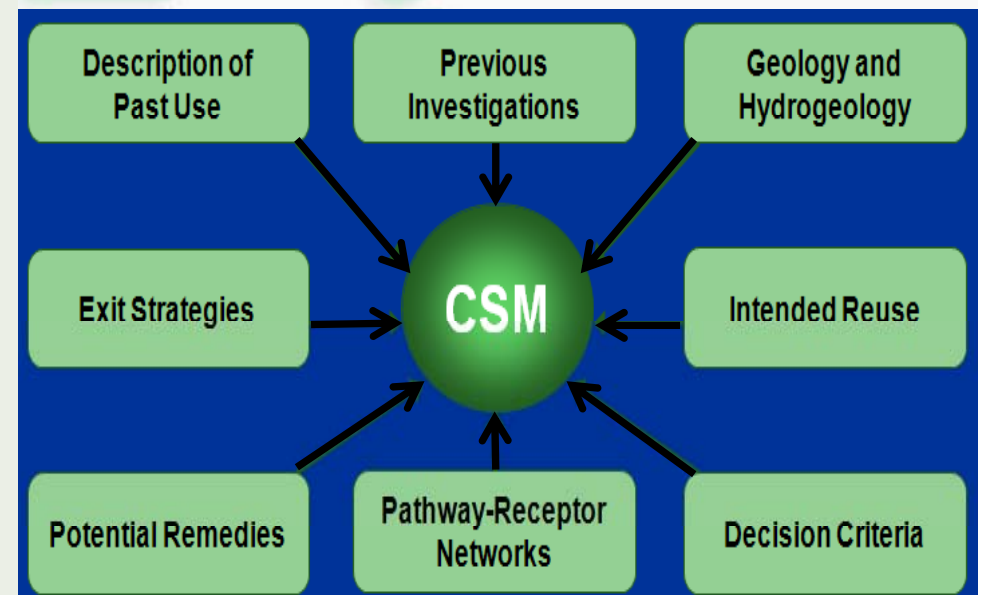 Description of
Past Use
Previous
Investigations
Geology and
Hydrogeology
Exit Strategies
CSM
Intended Reuse
Potential Remedies
Pathway-Receptor
Networks
Decision Criteria